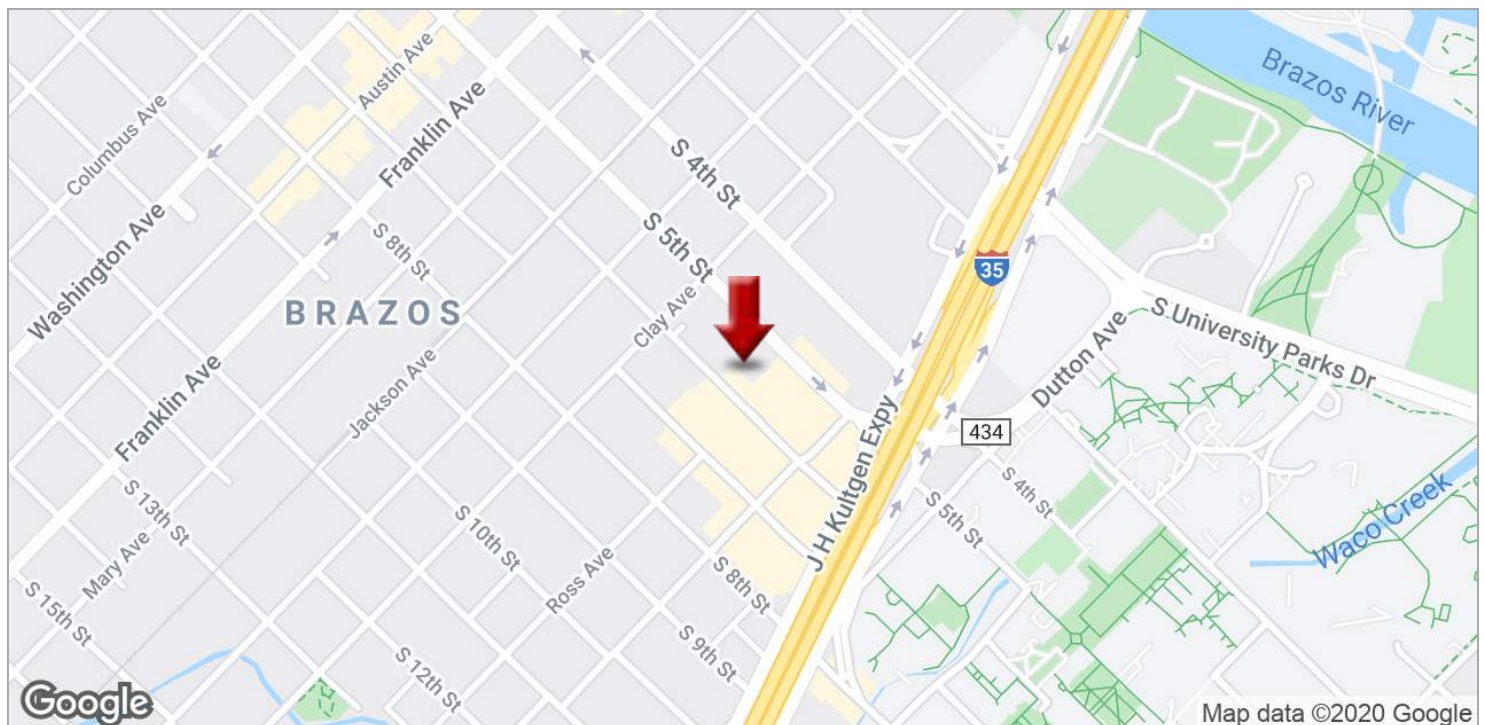 Brazos River
Austin Ave
Columbus Ave
Franklin Ave
S 4th St
Washington Ave
S 8th St
S 5th St
35
BRAZOS
Clay Ave
S University Parks Dr
Dutton Ave
Jackson Ave
Franklin Ave
434
J H Kultgen Expy
S 4th St
S 13th St
S 10th St
S 5th St
Waco Creek
Mary Ave
Ross Ave
S 8th St
S 15th St
S 12th St
S 9th St
Google
Map data ©2020 Google